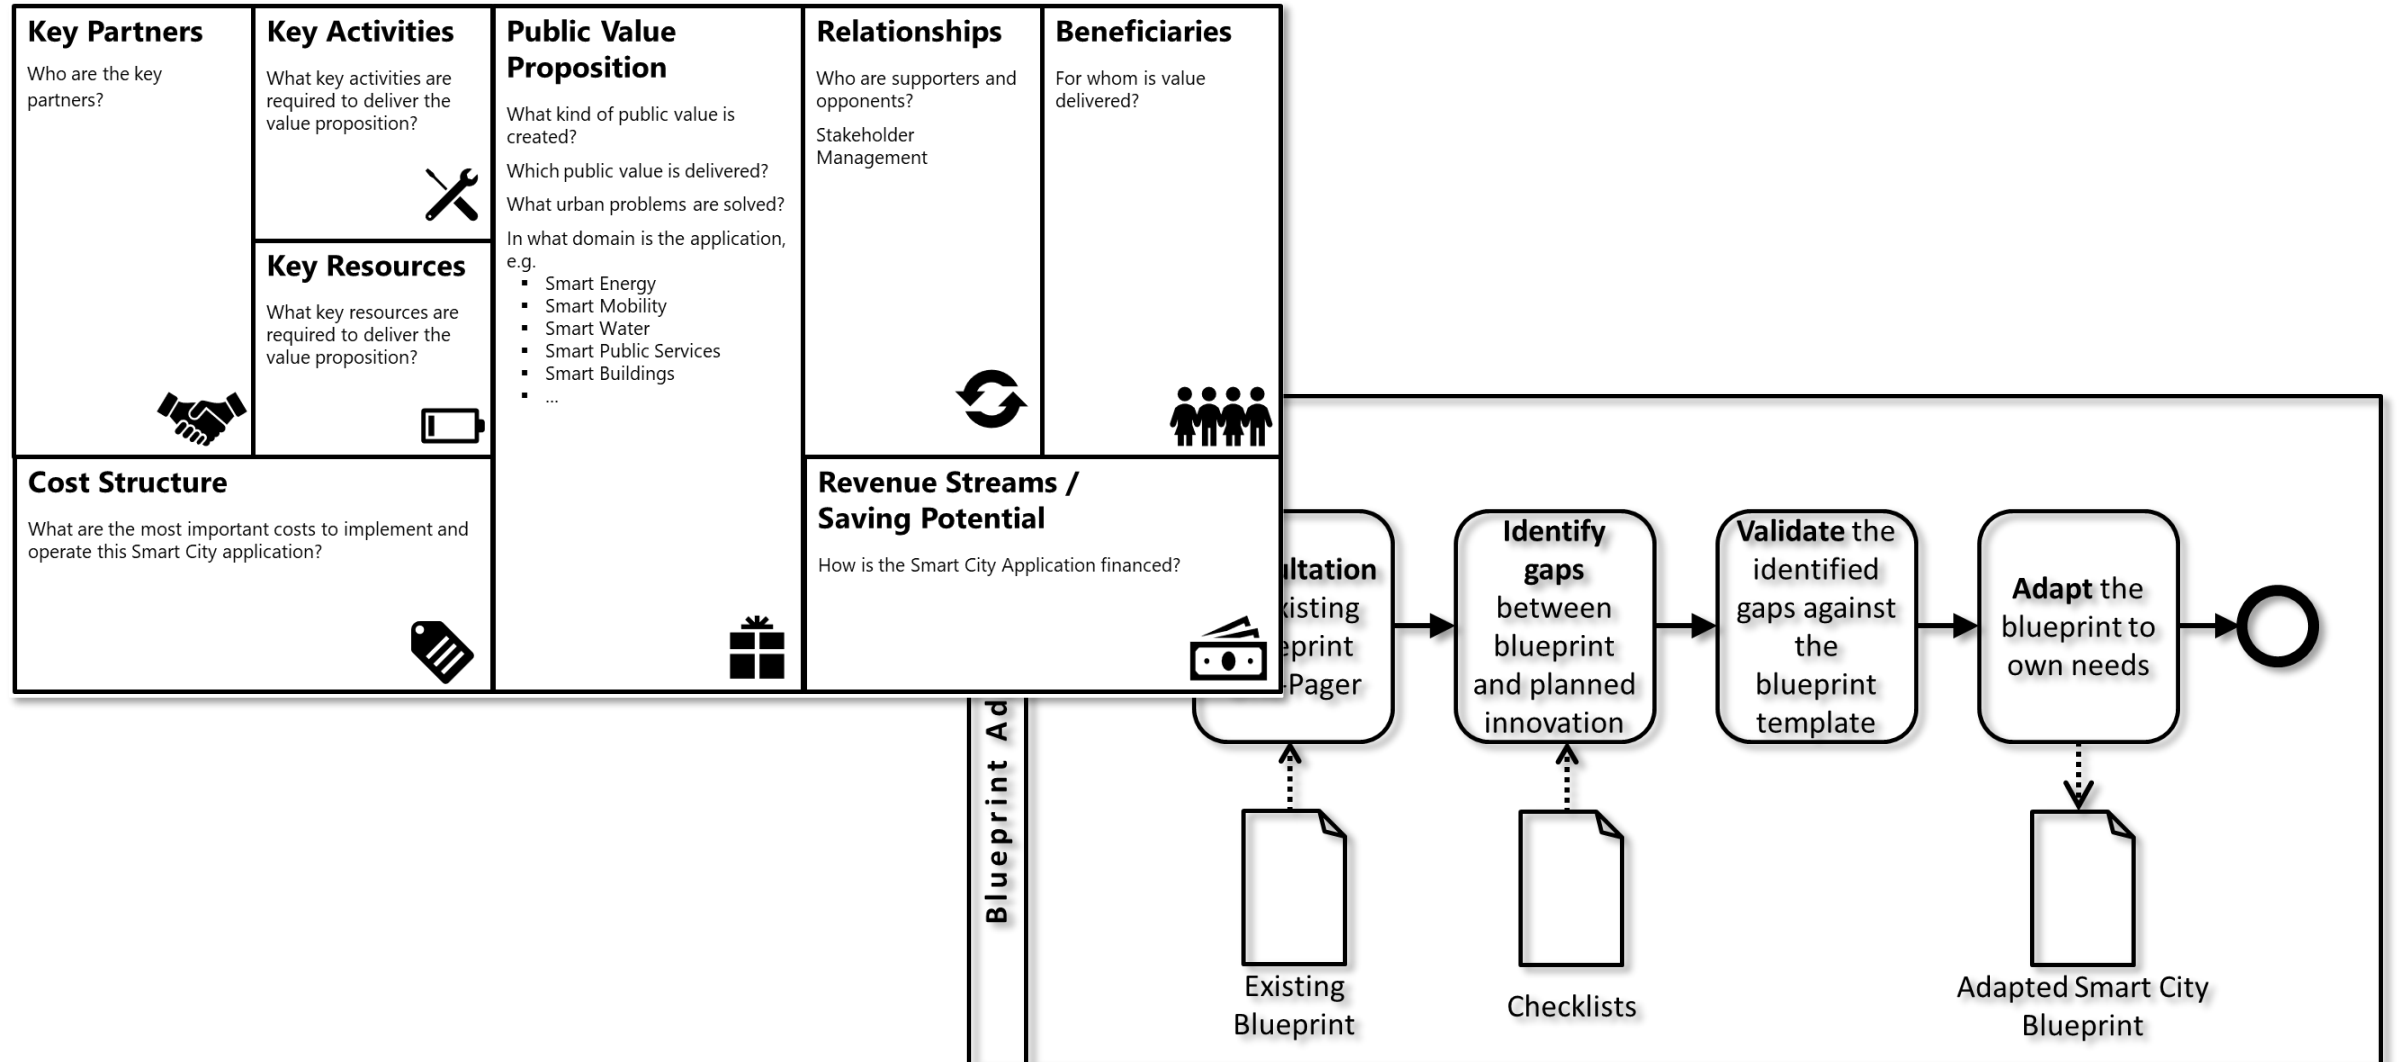 Key Partners
Who are the key
partners?
Key Activities
What key activities are
required to deliver the
value proposition?
Key Resources
What key resources are
required to deliver the
value proposition?
Public Value
Proposition
What kind of public value is
created?
Which public value is delivered?
What urban problems are solved?
In what domain is the application,
e.g.
▪ Smart Energy
▪ Smart Mobility
▪ Smart Water
▪ Smart Public Services
▪ Smart Buildings
▪ ...
Relationships
Who are supporters and
opponents?
Stakeholder
Management
Beneficiaries
For whom is value
delivered?
Cost Structure
What are the most important costs to implement and
operate this Smart City application?
Revenue Streams /
Saving Potential
How is the Smart City Application financed?
Blueprint
Identify
gaps
between
blueprint
and planned
innovation
Validate the
identified
gaps against
the
blueprint
template
Adapt the
blueprint to
own needs
Existing
Blueprint
Checklists
Adapted Smart City
Blueprint